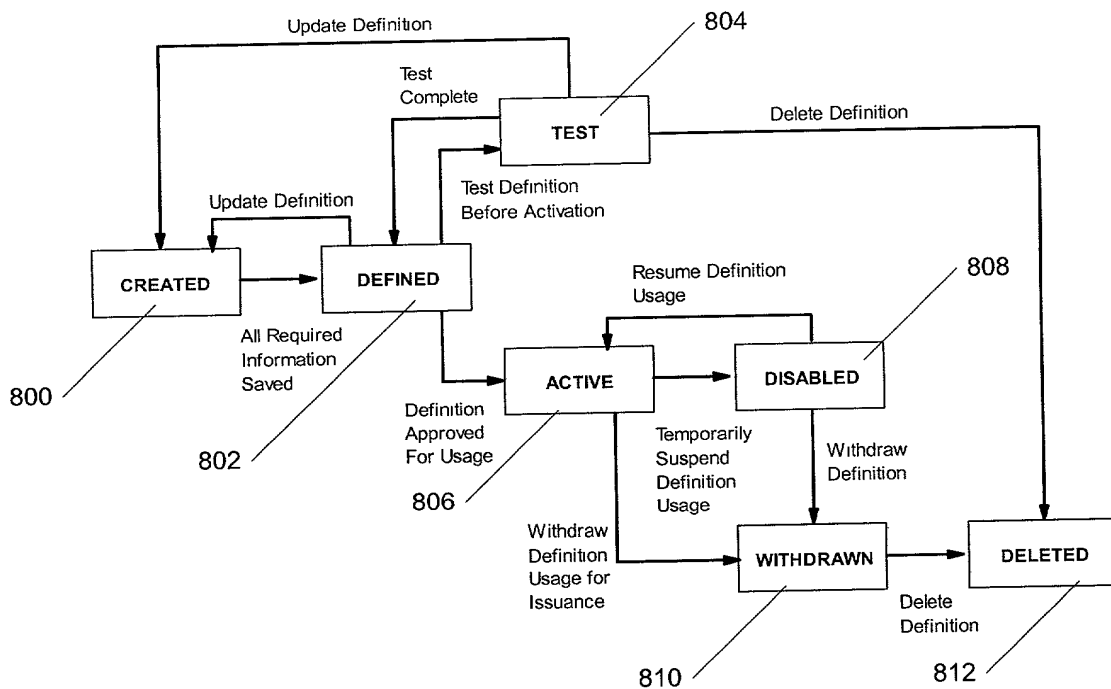 Update Definition
804
Test
Complete
TEST
Delete Definition
Update Definition
Test Definition
Before Activation
CREATED
DEFINED
Resume Definition
Usage
808
All Required
Information
Saved
800
ACTIVE
DISABLED
802
Definition
Approved
For Usage
806
Temporarily
Suspend
Definition
Usage
Withdraw
Definition
Withdraw
Definition
Usage for
Issuance
WITHDRAWN
DELETED
Delete
Definition
810
812